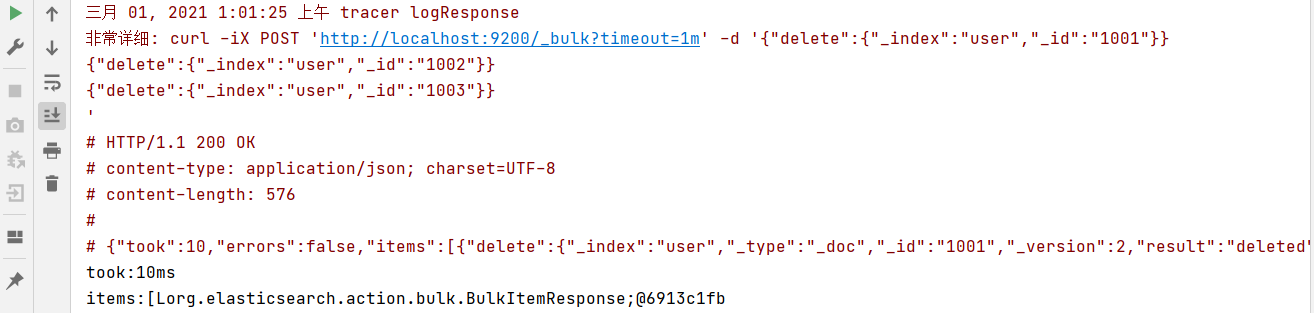 三月 01, 2021 1:01:25 上午 tracer logResponse
非常详细: curl -iX POST 'http://localhost:9200/_bulk?timeout=1m' -d '{"delete":{"_index":"user","_id":"1001"}}
{"delete":{"_index":"user","_id":"1002"}}
{"delete":{"_index":"user","_id":"1003"}}
'
# HTTP/1.1 200 OK
# content-type: application/json; charset=UTF-8
# content-length: 576
#
# {"took":10,"errors":false,"items":[{"delete":{"_index":"user","_type":"_doc","_id":"1001","_version":2,"result":"deleted"
took:10ms
items:[Lorg.elasticsearch.action.bulk.BulkItemResponse;@6913c1fb